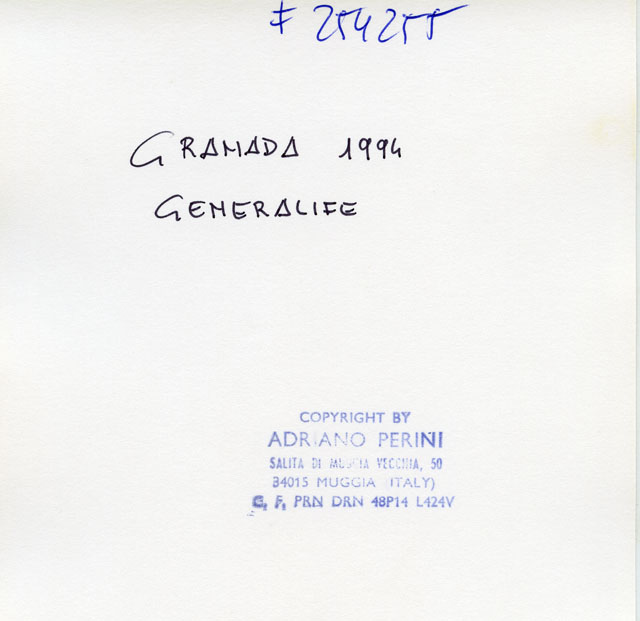 F 254255
GRANADA 1994
GENERALIFE
COPYRIGHT BY
ADRIANO PERINI
SALITA DI MUGGIA VECCHIA, 50
34015 MUGGIA (ITALY)
C. F. PRN DRN 48P14 L424V